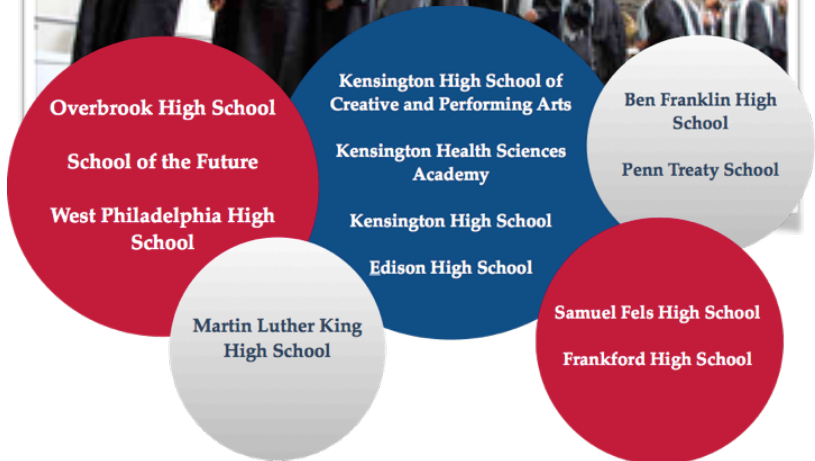 Overbrook High School
School of the Future
West Philadelphia High
School
Kensington High School of
Creative and Performing Arts
Kensington Health Sciences
Academy
Kensington High School
Edison High School
Ben Franklin High
School
Penn Treaty School
Martin Luther King
High School
Samuel Fels High School
Frankford High School